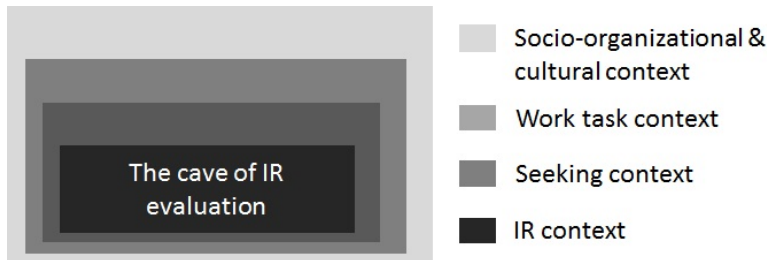 The cave of IR
evaluation
Socio-organizational &
cultural context
Work task context
Seeking context
IR context